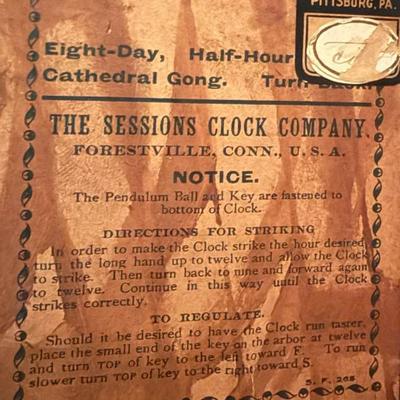 PITTSBURG, PA.
Eight-Day, Half-Hour
Cathedral Gong. Turn Back.
THE SESSIONS CLOCK COMPANY,
FORESTVILLE, CONN., U. S. A.
NOTICE.
The Pendulum Ball and Key are fastened to
bottom of Clock.
DIRECTIONS FOR STRIKING
In order to make the Clock strike the hour desired,
turn the long hand up to twelve and allow the Clock
to strike. Then turn back to nine and forward again
to twelve. Continue in this way until the Clock
strikes correctly.
TO REGULATE.
Should it be desired to have the Clock run faster,
place the small end of the key on the arbor at twelve
and turn TOP of key to the left toward F. To run
slower turn TOP of key to the right toward S.
S. F. 265